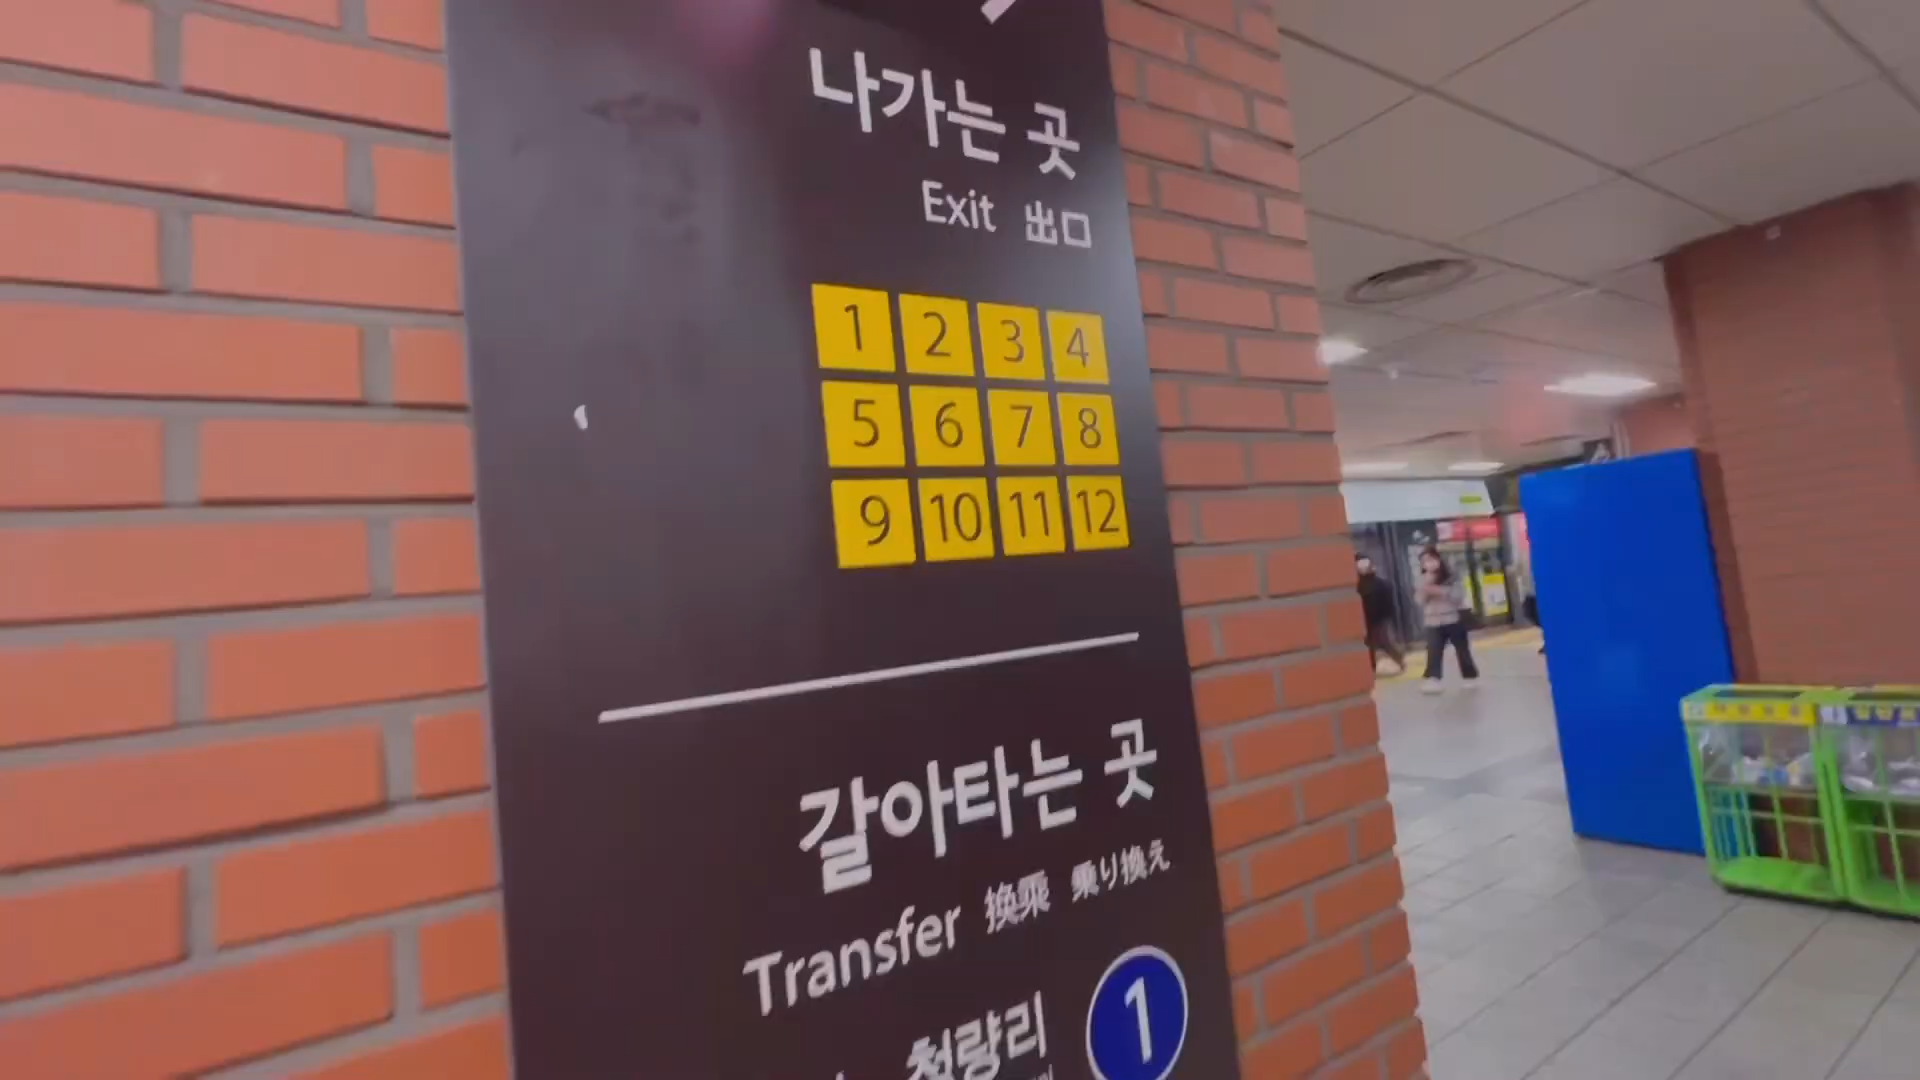 나가는 곳
Exit 出口
1 2 3 4
5 6 7 8
9 10 11 12
갈아타는 곳
Transfer 換乘 乗り換え
청량리 1